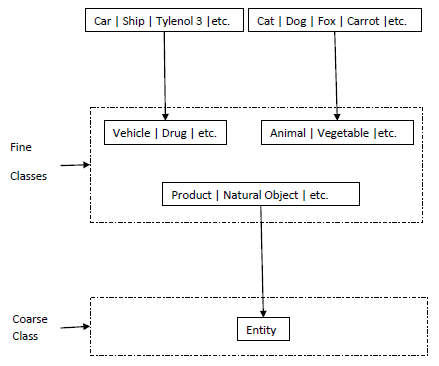 Car | Ship | Tylenol 3 |etc.
Cat | Dog | Fox | Carrot |etc.
Vehicle | Drug | etc.
Animal | Vegetable |etc.
Fine
Classes
Product | Natural Object | etc.
Coarse
Class
Entity